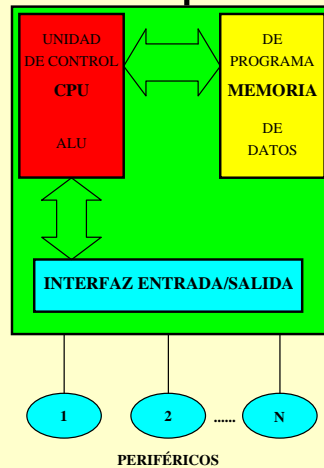 UNIDAD
DE CONTROL
CPU
ALU
DE
PROGRAMA
MEMORIA
DE
DATOS
INTERFAZ ENTRADA/SALIDA
1
2
......
N
PERIFÉRICOS